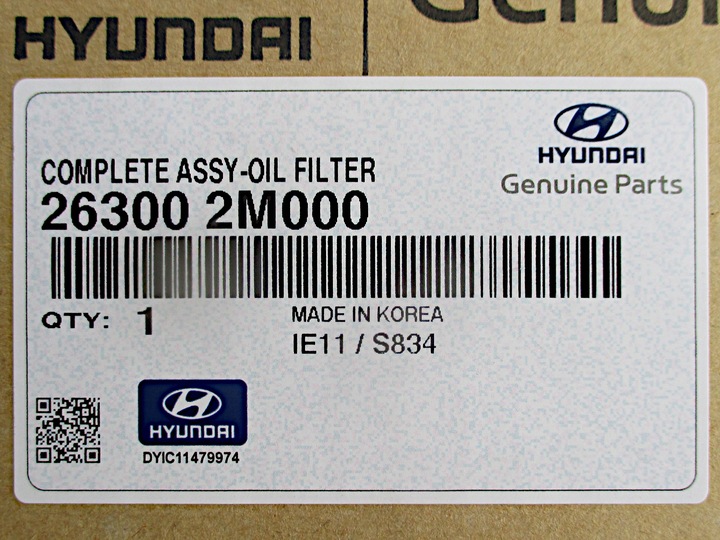 HYUNDAI
Genuin
HYUNDAI
Genuine Parts
COMPLETE ASSY-OIL FILTER
26300 2M000
QTY: 1
MADE IN KOREA
IE11 / S834
HYUNDAI
DYIC11479974